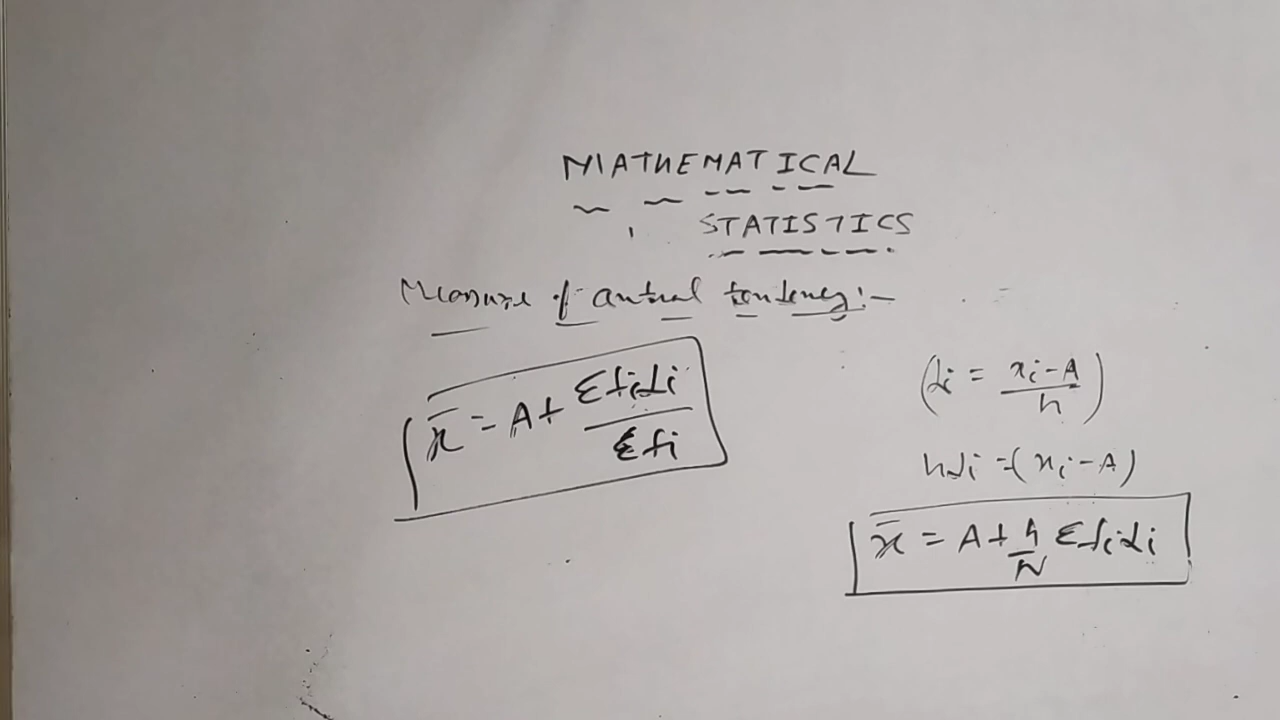 MATHEMATICAL
STATISTICS
Measure of central tendency:-
x̄ = A + Σfidi / Σfi
(di = xi-A / h)
hdi = (xi-A)
x̄ = A + h/N Σfidi